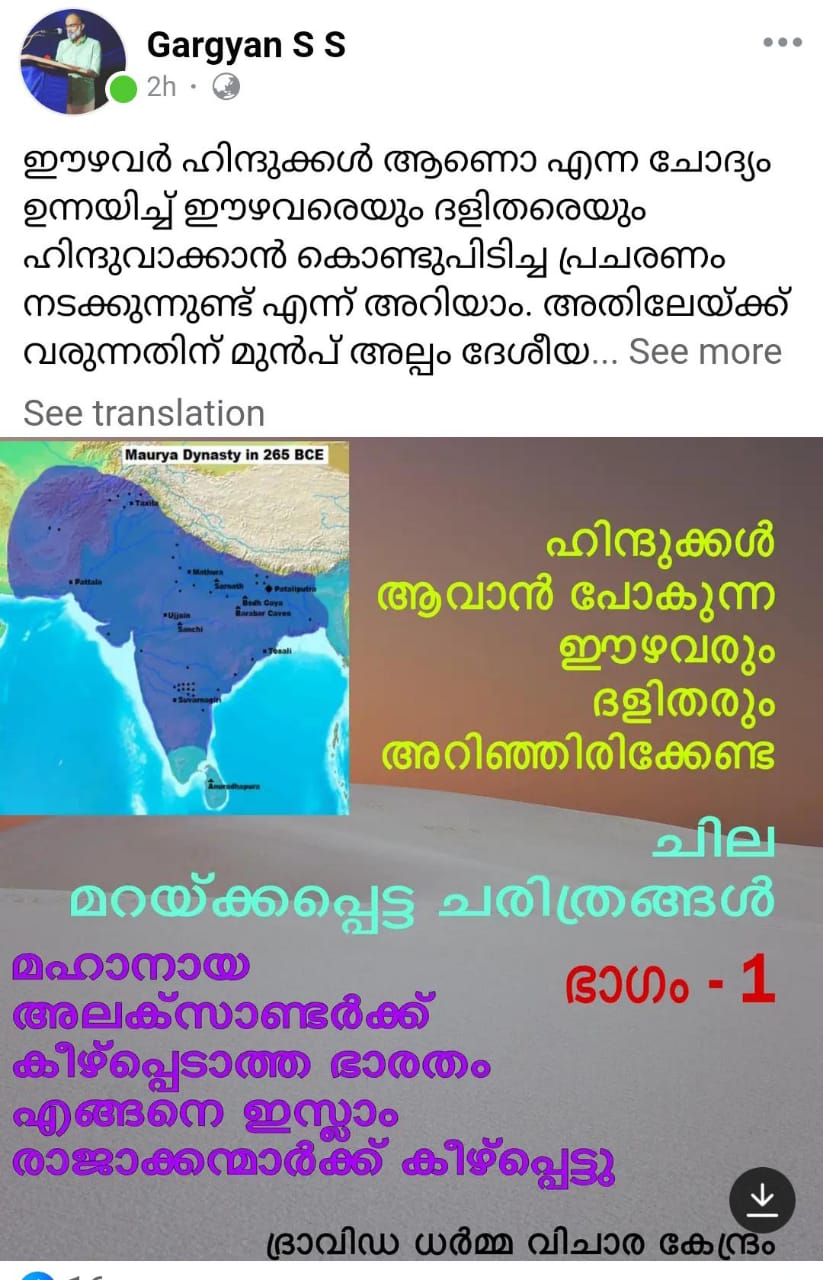 Gargyan S S
2h ·
ഈഴവർ ഹിന്ദുക്കൾ ആണൊ എന്ന ചോദ്യം
ഉന്നയിച്ച് ഈഴവരെയും ദളിതരെയും
ഹിന്ദുവാക്കാൻ കൊണ്ടുപിടിച്ച പ്രചരണം
നടക്കുന്നുണ്ട് എന്ന് അറിയാം. അതിലേയ്ക്ക്
വരുന്നതിന് മുൻപ് അല്പം ദേശീയ... See more
See translation
Maurya Dynasty in 265 BCE
Taxila
Mathura
Sarnath
Pataliputra
Pattala
Bodh Gaya
Barabar Caves
Ujjain
Sanchi
Tosali
Suvarnagiri
Anuradhapura
ഹിന്ദുക്കൾ
ആവാൻ പോകുന്ന
ഈഴവരും
ദളിതരും
അറിഞ്ഞിരിക്കേണ്ട
ചില
മറയ്ക്കപ്പെട്ട ചരിത്രങ്ങൾ
ഭാഗം - 1
മഹാനായ
അലക്സാണ്ടർക്ക്
കീഴ്പ്പെടാത്ത ഭാരതം
എങ്ങനെ ഇസ്ലാം
രാജാക്കന്മാർക്ക് കീഴ്പ്പെട്ടു
ദ്രാവിഡ ധർമ്മ വിചാര കേന്ദ്രം